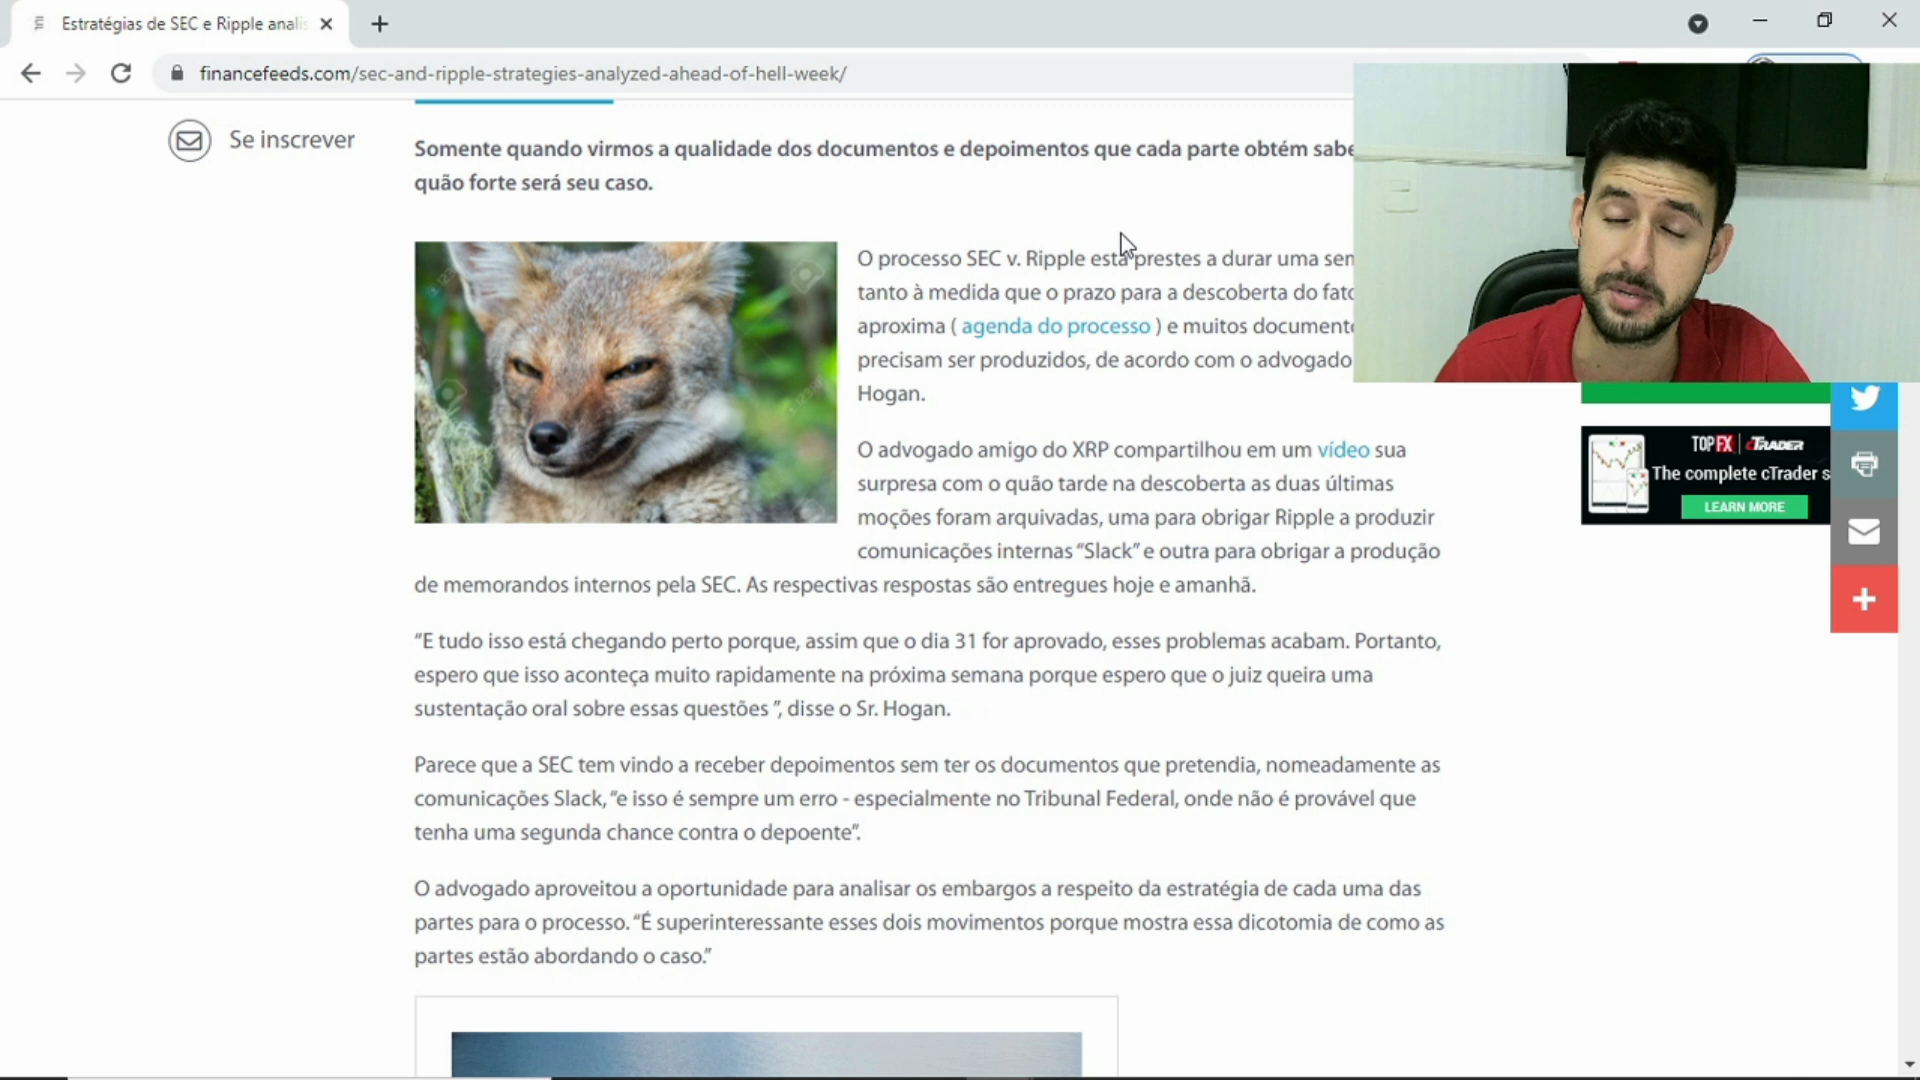 Estratégias de SEC e Ripple analis
financefeeds.com/sec-and-ripple-strategies-analyzed-ahead-of-hell-week/
Se inscrever
Somente quando virmos a qualidade dos documentos e depoimentos que cada parte obtém sabe
quão forte será seu caso.
O processo SEC v. Ripple está prestes a durar uma
tanto à medida que o prazo para a descoberta do
aproxima ( agenda do processo ) e muitos
precisam ser produzidos, de acordo com o advogado
Hogan.
O advogado amigo do XRP compartilhou em um vídeo sua
surpresa com o quão tarde na descoberta as duas últimas
moções foram arquivadas, uma para obrigar Ripple a produzir
comunicações internas “Slack” e outra para obrigar a produção
de memorandos internos pela SEC. As respectivas respostas são entregues hoje e amanhã.
“E tudo isso está chegando perto porque, assim que o dia 31 for aprovado, esses problemas acabam. Portanto,
espero que isso aconteça muito rapidamente na próxima semana porque espero que o juiz queira uma
sustentação oral sobre essas questões ”, disse o Sr. Hogan.
Parece que a SEC tem vindo a receber depoimentos sem ter os documentos que pretendia, nomeadamente as
comunicações Slack, “e isso é sempre um erro - especialmente no Tribunal Federal, onde não é provável que
tenha uma segunda chance contra o depoente”.
O advogado aproveitou a oportunidade para analisar os embargos a respeito da estratégia de cada uma das
partes para o processo. “É superinteressante esses dois movimentos porque mostra essa dicotomia de como as
partes estão abordando o caso.”
TOPFX | cTRADER
The complete cTrader s
LEARN MORE